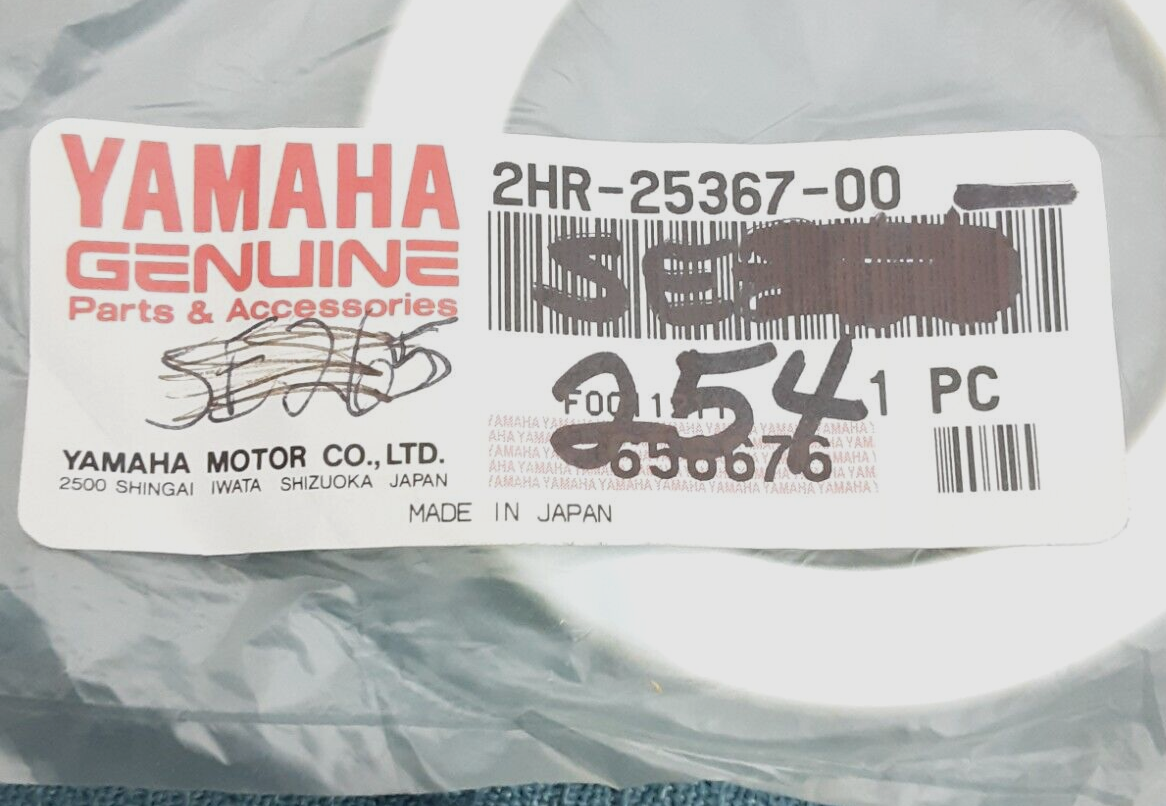 YAMAHA
GENUINE
Parts & Accessories
YAMAHA MOTOR CO.,LTD.
2500 SHINGAI IWATA SHIZUOKA JAPAN
MADE IN JAPAN
2HR-25367-00
254
1 PC
656676